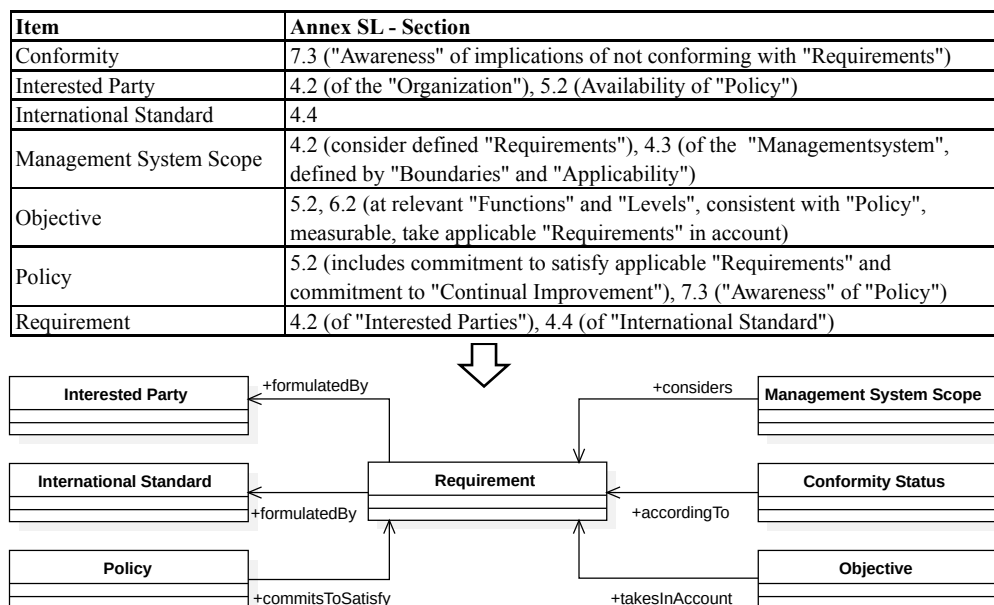 Item Annex SL - Section
Conformity 7.3 ("Awareness" of implications of not conforming with "Requirements")
Interested Party 4.2 (of the "Organization"), 5.2 (Availability of "Policy")
International Standard 4.4
Management System Scope 4.2 (consider defined "Requirements"), 4.3 (of the "Managementsystem",
defined by "Boundaries" and "Applicability")
Objective 5.2, 6.2 (at relevant "Functions" and "Levels", consistent with "Policy",
measurable, take applicable "Requirements" in account)
Policy 5.2 (includes commitment to satisfy applicable "Requirements" and
commitment to "Continual Improvement"), 7.3 ("Awareness" of "Policy")
Requirement 4.2 (of "Interested Parties"), 4.4 (of "International Standard")
Interested Party +formulatedBy +considers Management System Scope
International Standard Requirement Conformity Status
+formulatedBy +accordingTo
Policy Objective
+commitsToSatisfy +takesInAccount